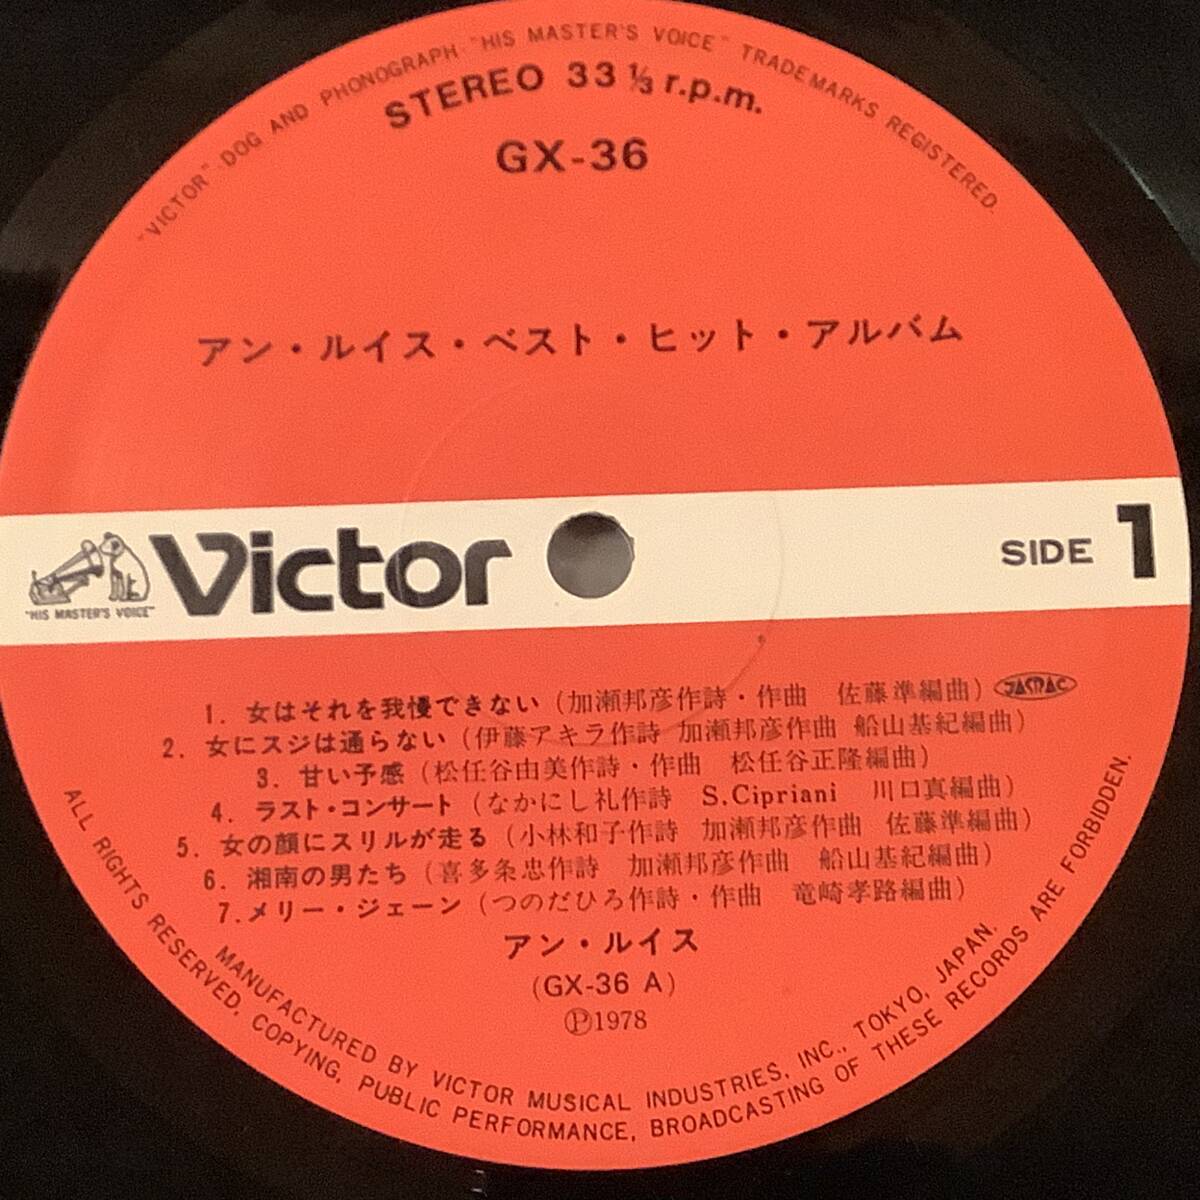 "VICTOR"-DOG AND PHONOGRAPH-"HIS MASTER'S VOICE" TRADEMARKS REGISTERED.
STEREO 33 ⅓ r.p.m.
GX-36
アン・ルイス・ベスト・ヒット・アルバム
"HIS MASTER'S VOICE"
Victor
SIDE 1
1. 女はそれを我慢できない (加瀬邦彦作詩・作曲 佐藤準編曲) JASRAC
2. 女にスジは通らない (伊藤アキラ作詩 加瀬邦彦作曲 船山基紀編曲)
3. 甘い予感 (松任谷由美作詩・作曲 松任谷正隆編曲)
4. ラスト・コンサート (なかにし礼作詩 S.Cipriani 川口真編曲)
5. 女の顔にスリルが走る (小林和子作詩 加瀬邦彦作曲 佐藤準編曲)
6. 湘南の男たち (喜多条忠作詩 加瀬邦彦作曲 船山基紀編曲)
7. メリー・ジェーン (つのだひろ作詩・作曲 竜崎孝路編曲)
アン・ルイス
(GX-36 A)
Ⓟ1978
MANUFACTURED BY VICTOR MUSICAL INDUSTRIES, INC., TOKYO, JAPAN.
ALL RIGHTS RESERVED. COPYING, PUBLIC PERFORMANCE, BROADCASTING OF THESE RECORDS ARE FORBIDDEN.